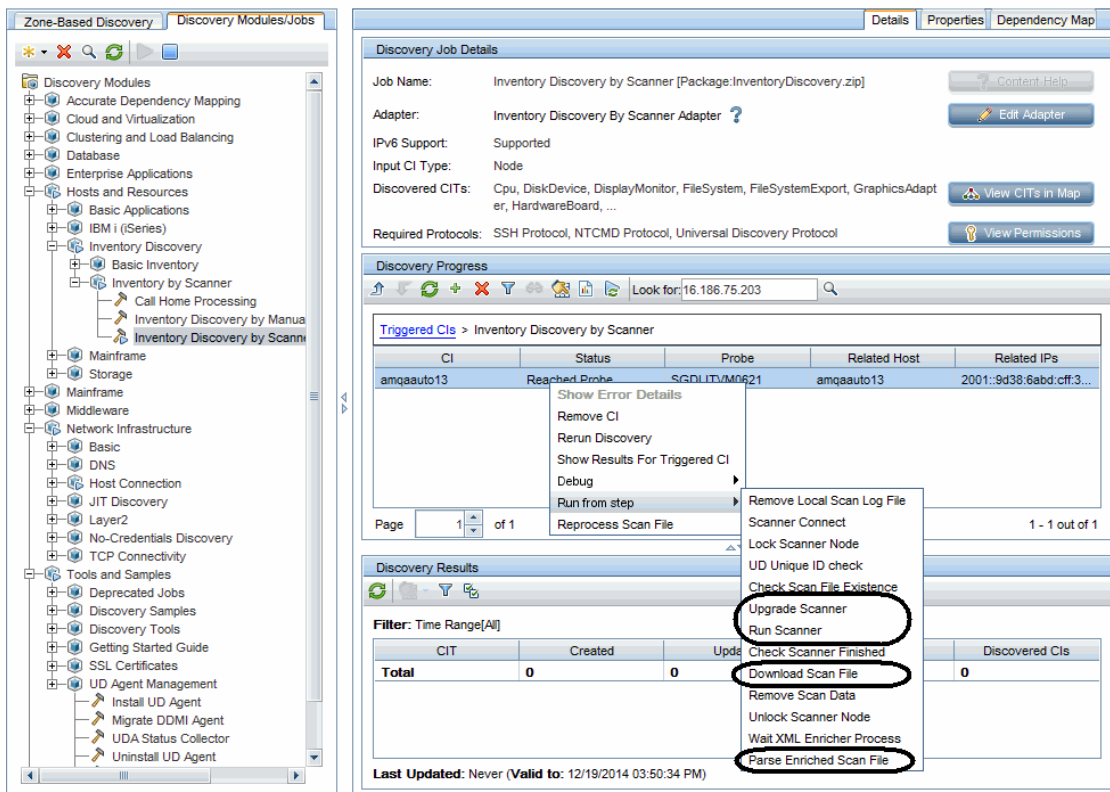 Zone-Based Discovery Discovery Modules/Jobs
Discovery Modules
Accurate Dependency Mapping
Cloud and Virtualization
Clustering and Load Balancing
Database
Enterprise Applications
Hosts and Resources
Basic Applications
IBM i (iSeries)
Inventory Discovery
Basic Inventory
Inventory by Scanner
Call Home Processing
Inventory Discovery by Manua
Inventory Discovery by Scann
Mainframe
Storage
Mainframe
Middleware
Network Infrastructure
Basic
DNS
Host Connection
JIT Discovery
Layer2
No-Credentials Discovery
TCP Connectivity
Tools and Samples
Deprecated Jobs
Discovery Samples
Discovery Tools
Getting Started Guide
SSL Certificates
UD Agent Management
Install UD Agent
Migrate DDMI Agent
UDA Status Collector
Uninstall UD Agent
Details Properties Dependency Map
Discovery Job Details
Job Name: Inventory Discovery by Scanner [Package:InventoryDiscovery.zip] Content Help
Adapter: Inventory Discovery By Scanner Adapter Edit Adapter
IPv6 Support: Supported
Input CI Type: Node
Discovered CITs: Cpu, DiskDevice, DisplayMonitor, FileSystem, FileSystemExport, GraphicsAdapt
er, HardwareBoard, ... View CITs in Map
Required Protocols: SSH Protocol, NTCMD Protocol, Universal Discovery Protocol View Permissions
Discovery Progress
Look for: 16.186.75.203
Triggered CIs > Inventory Discovery by Scanner
CI Status Probe Related Host Related IPs
amqaauto13 Reached Probe SGDLITVM0621 amqaauto13 2001::9d38:6abd:cff:3...
Show Error Details
Remove CI
Rerun Discovery
Show Results For Triggered CI
Debug
Run from step
Reprocess Scan File
Remove Local Scan Log File
Scanner Connect
Lock Scanner Node
UD Unique ID check
Check Scan File Existence
Upgrade Scanner
Run Scanner
Check Scanner Finished
Download Scan File
Remove Scan Data
Unlock Scanner Node
Wait XML Enricher Process
Parse Enriched Scan File
Page 1 of 1 1 - 1 out of 1
Discovery Results
Filter: Time Range[All]
CIT Created Upda Discovered CIs
Total 0 0 0
Last Updated: Never (Valid to: 12/19/2014 03:50:34 PM)